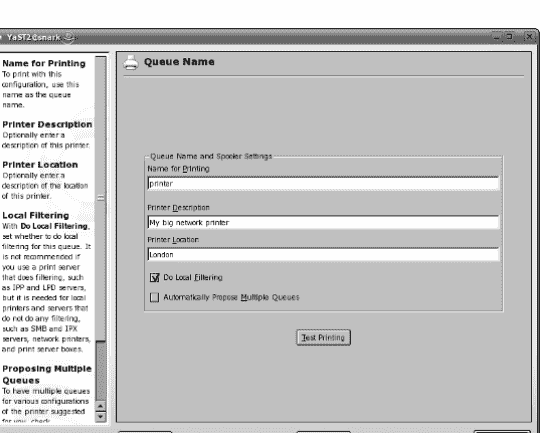 YaST2@snark
Name for Printing
To print with this
configuration, use this
name as the queue
name.
Printer Description
Optionally enter a
description of this printer.
Printer Location
Optionally enter a
description of the location
of this printer.
Local Filtering
With Do Local Filtering,
set whether to do local
filtering for this queue. It
is not recommended if
you use a print server
that does filtering, such
as IPP and LPD servers,
but it is needed for local
printers and servers that
do not do any filtering,
such as SMB and IPX
servers, network printers,
and print server boxes.
Proposing Multiple
Queues
To have multiple queues
for various configurations
of the printer suggested
for you, check
Queue Name
Queue Name and Spooler Settings
Name for Printing
printer
Printer Description
My big network printer
Printer Location
London
Do Local Filtering
Automatically Propose Multiple Queues
Test Printing